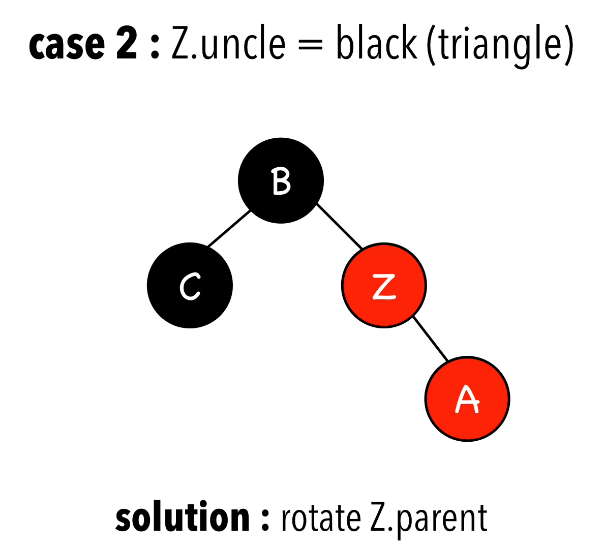 case 2 : Z.uncle = black (triangle)
B
C Z
A
solution : rotate Z.parent